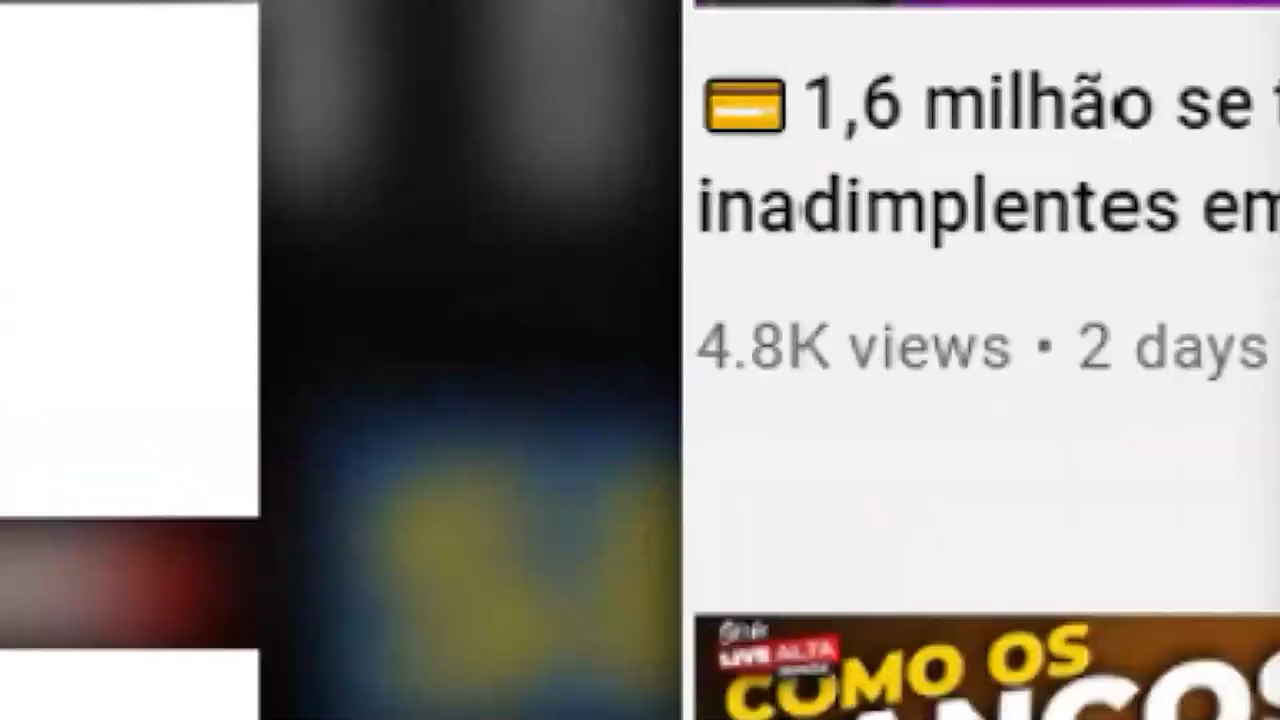 1,6 milhão se
inadimplentes em
4.8K views • 2 days
LIVE ALTA
COMO OS